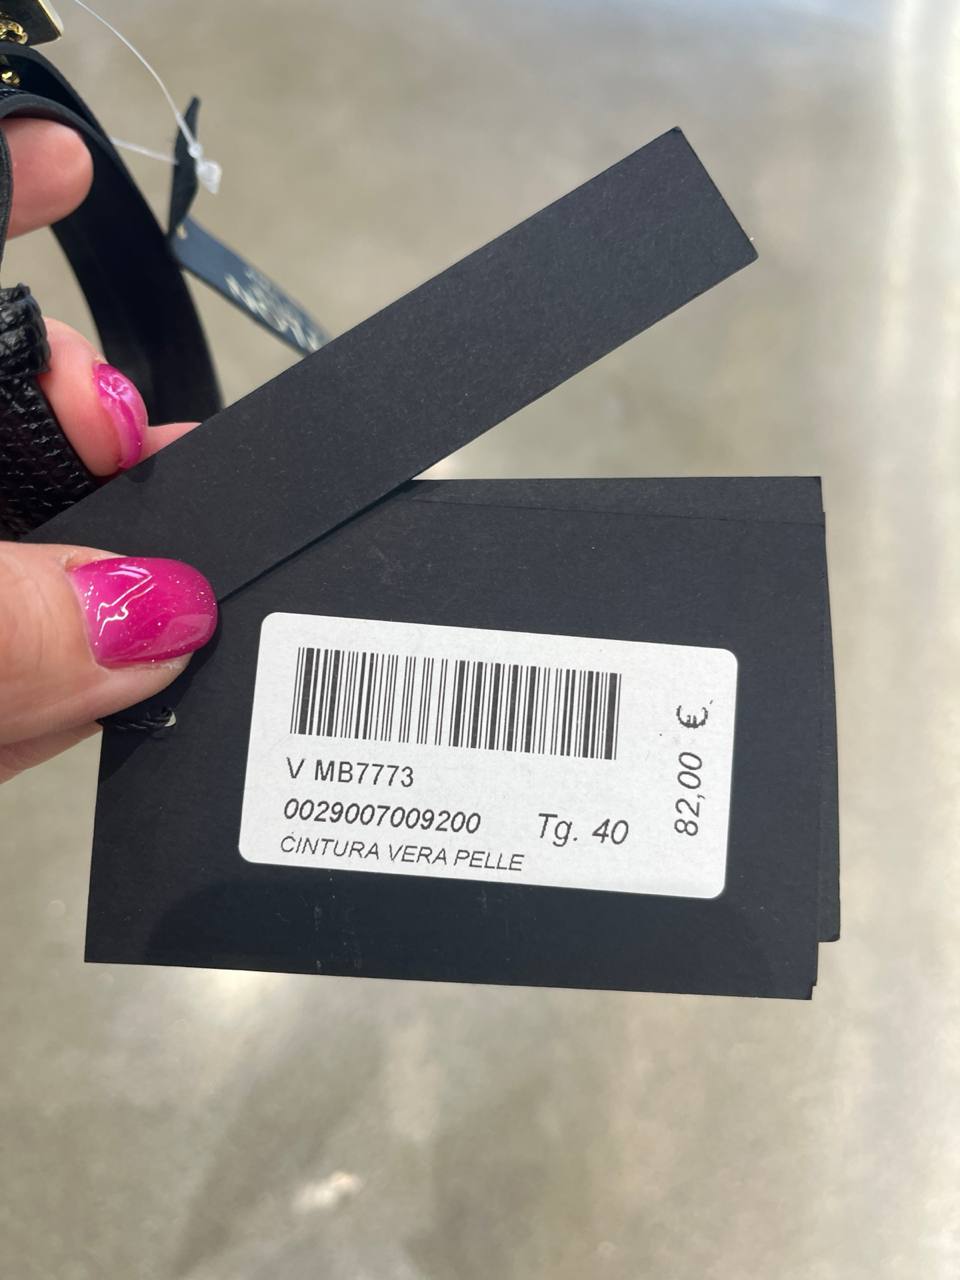 V MB7773
0029007009200
Tg. 40
CINTURA VERA PELLE
82,00 €